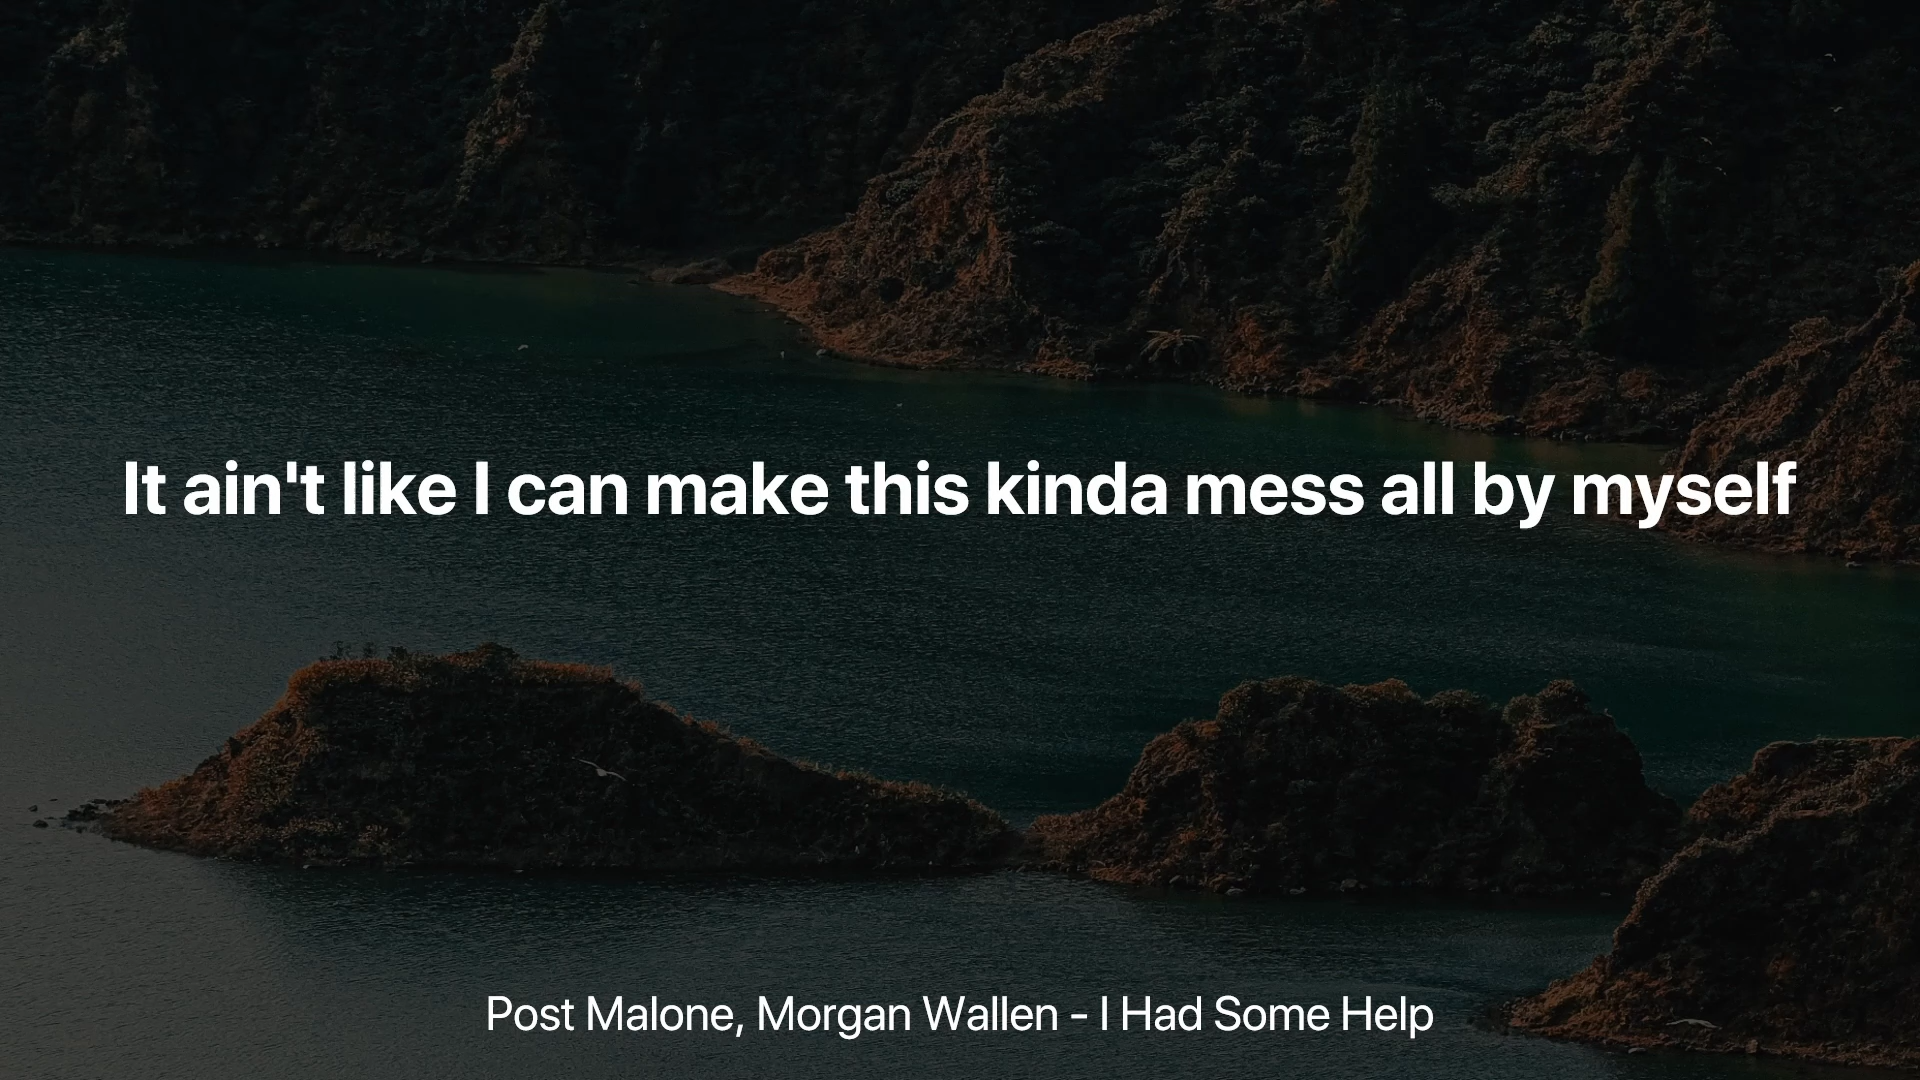 It ain't like I can make this kinda mess all by myself
Post Malone, Morgan Wallen - I Had Some Help